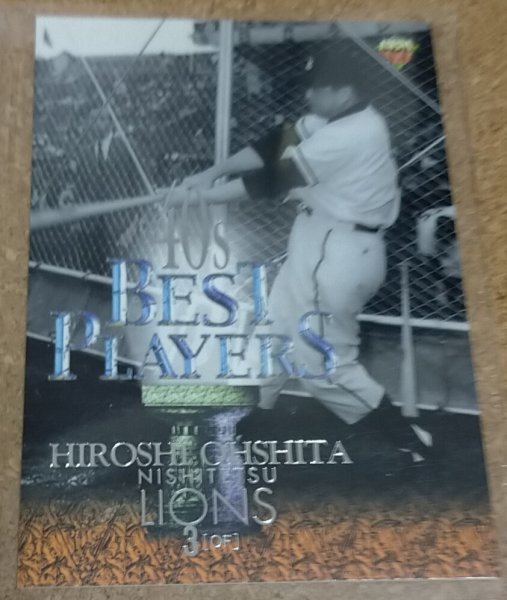 40s
BEST
PLAYERS
HIROSHI OHSHITA
NISHITETSU
LIONS
3 [OF]